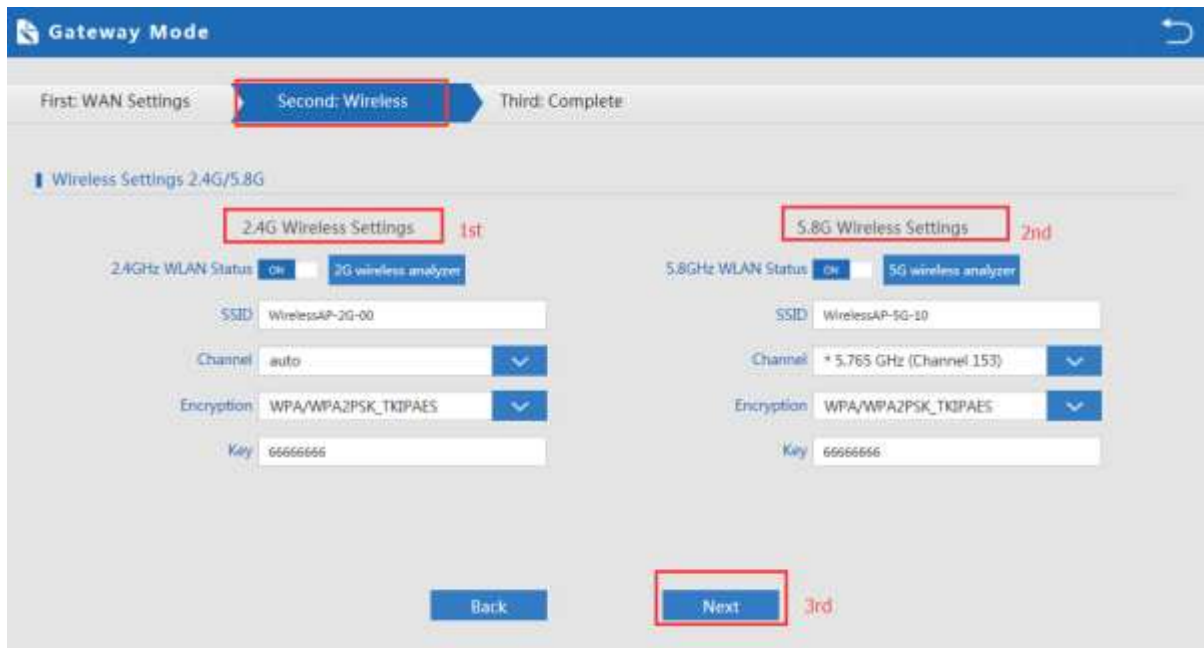 Gateway Mode
First: WAN Settings
Second: Wireless
Third: Complete
Wireless Settings 2.4G/5.8G
2.4G Wireless Settings 1st
2.4GHz WLAN Status ON 2G wireless analyzer
SSID WirelessAP-2G-00
Channel auto
Encryption WPA/WPA2PSK_TKIPAES
Key 66666666
5.8G Wireless Settings 2nd
5.8GHz WLAN Status ON 5G wireless analyzer
SSID WirelessAP-5G-10
Channel * 5.765 GHz (Channel 153)
Encryption WPA/WPA2PSK_TKIPAES
Key 66666666
Back
Next 3rd